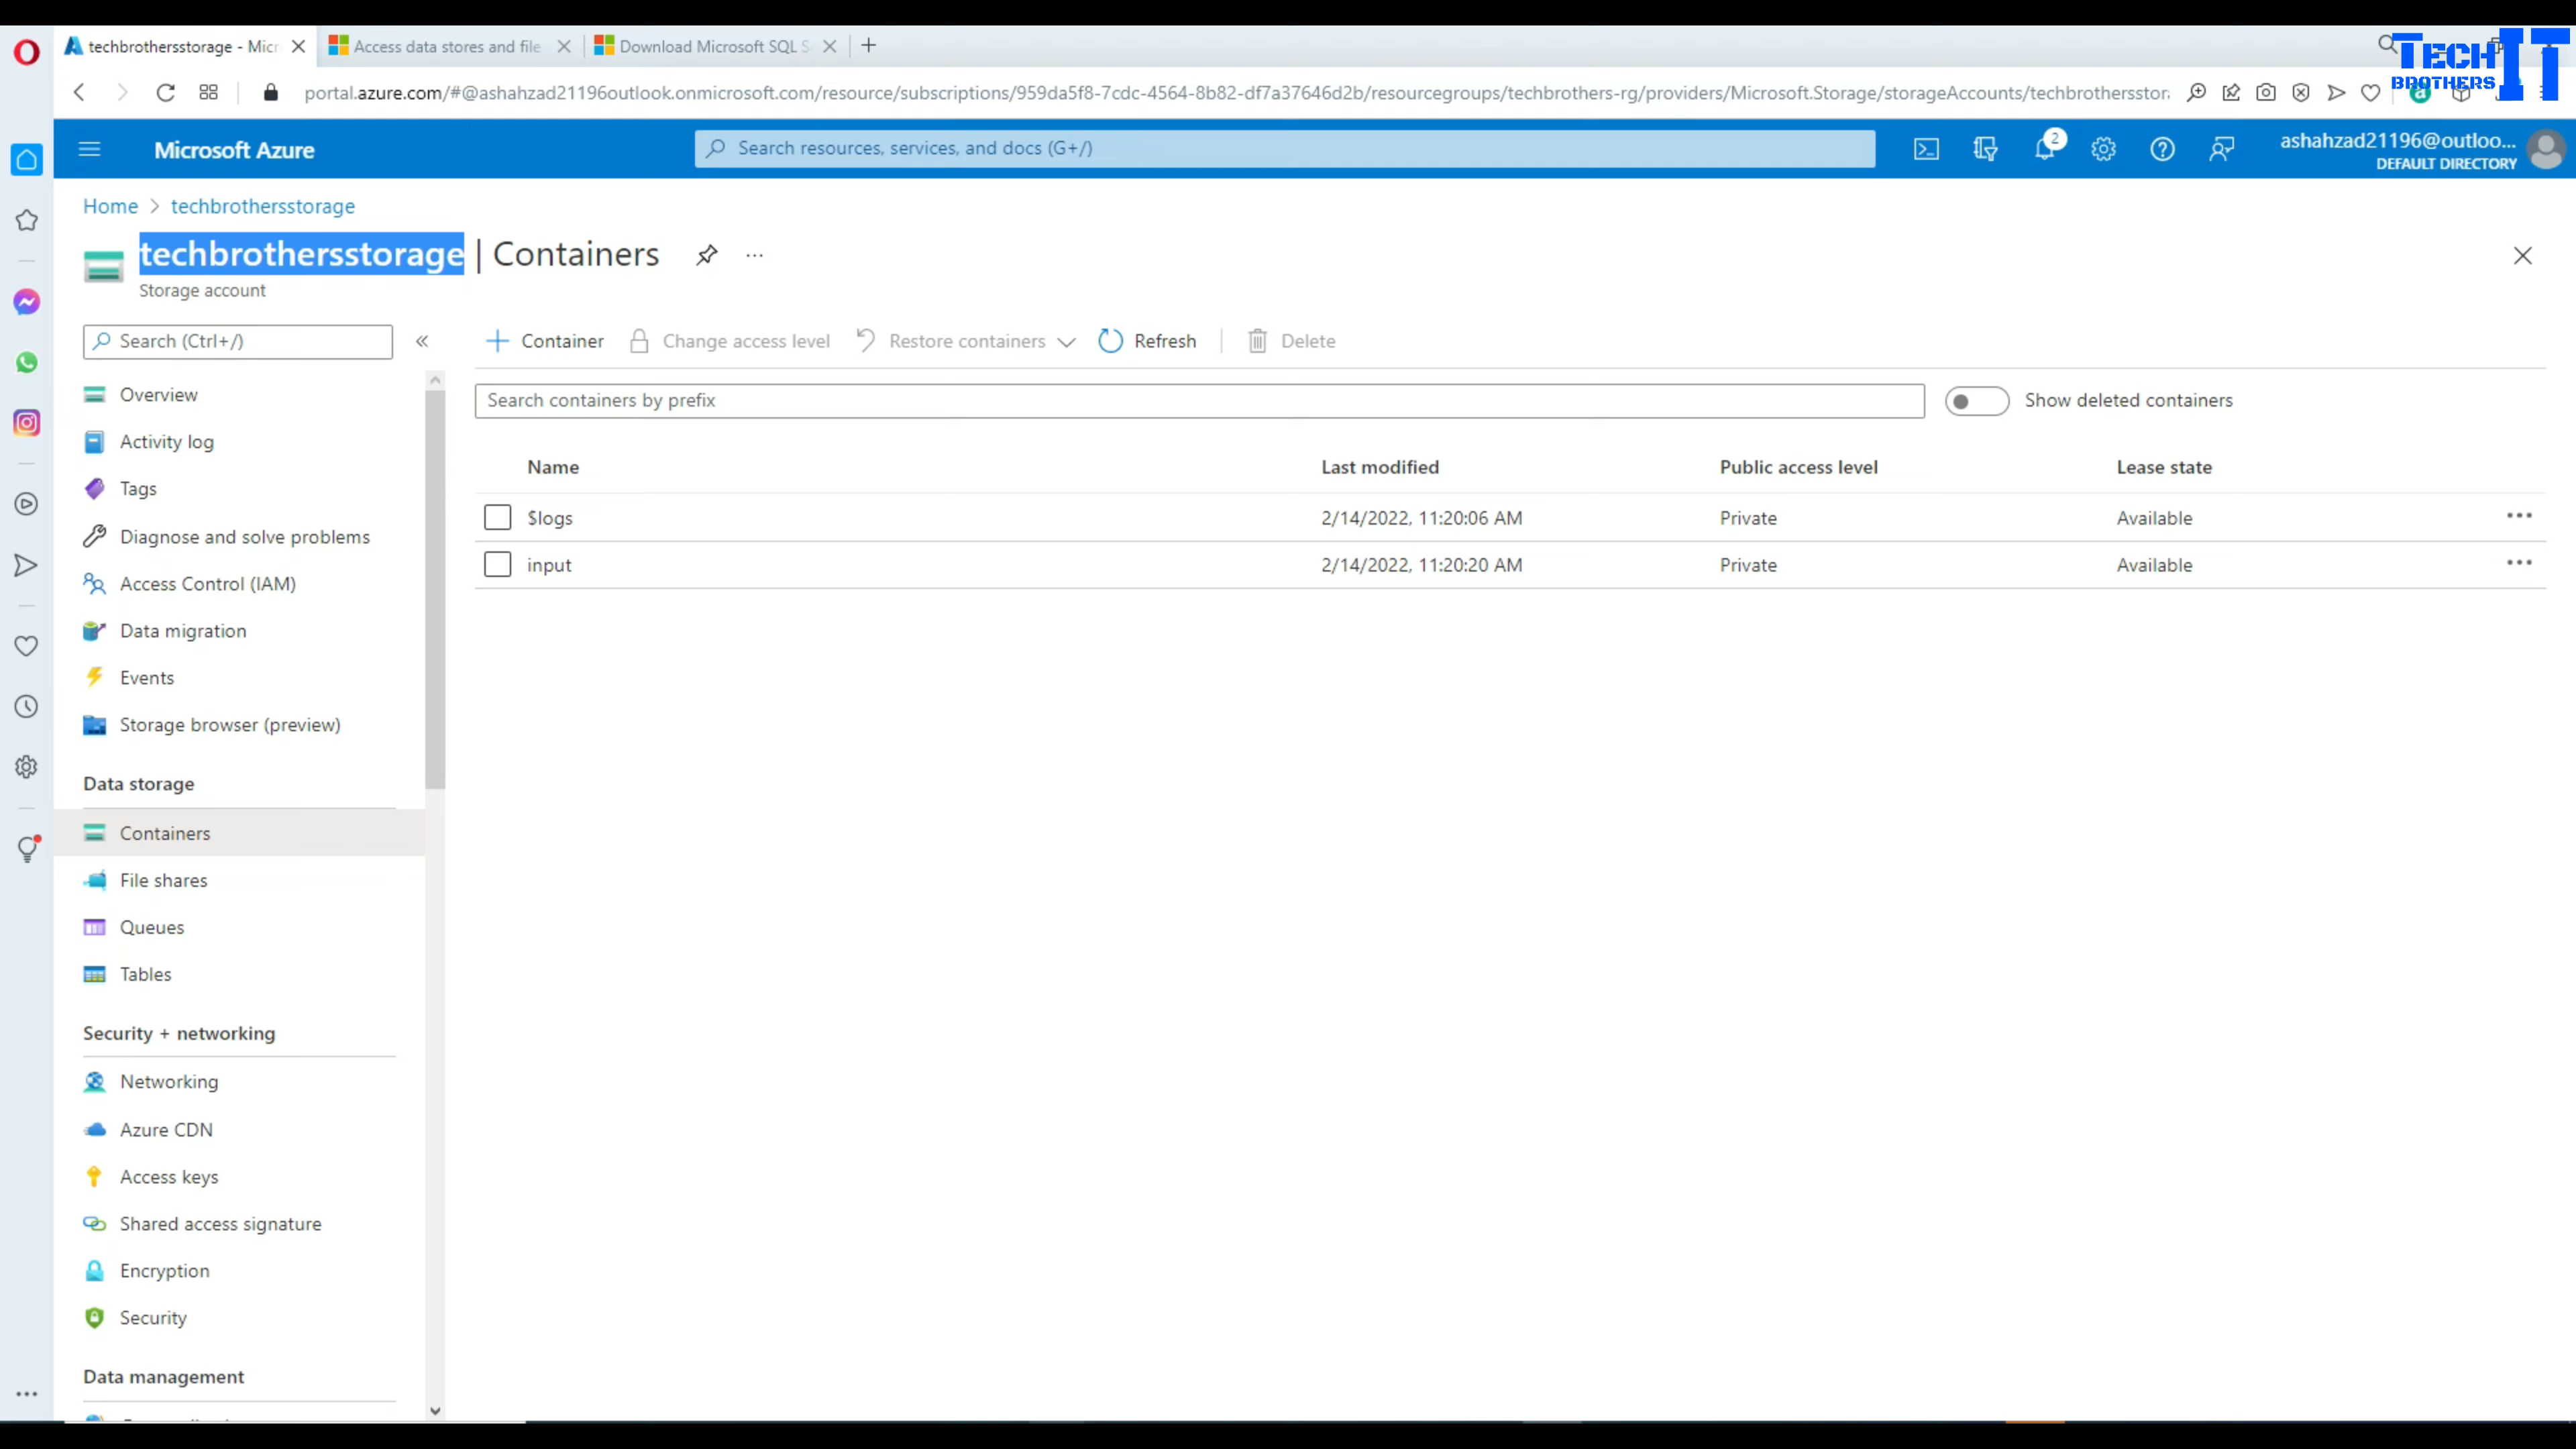 techbrothersstorage - Micr
Access data stores and file
Download Microsoft SQL S
TECH IT
BROTHERS
portal.azure.com/#@ashahzad21196outlook.onmicrosoft.com/resource/subscriptions/959da5f8-7cdc-4564-8b82-df7a37646d2b/resourcegroups/techbrothers-rg/providers/Microsoft.Storage/storageAccounts/techbrothersstor
Microsoft Azure
Search resources, services, and docs (G+/)
2
ashahzad21196@outloo...
DEFAULT DIRECTORY
Home > techbrothersstorage
techbrothersstorage | Containers
Storage account
Search (Ctrl+/)
Container
Change access level
Restore containers
Refresh
Delete
Search containers by prefix
Show deleted containers
Name Last modified Public access level Lease state
$logs 2/14/2022, 11:20:06 AM Private Available
input 2/14/2022, 11:20:20 AM Private Available
Overview
Activity log
Tags
Diagnose and solve problems
Access Control (IAM)
Data migration
Events
Storage browser (preview)
Data storage
Containers
File shares
Queues
Tables
Security + networking
Networking
Azure CDN
Access keys
Shared access signature
Encryption
Security
Data management